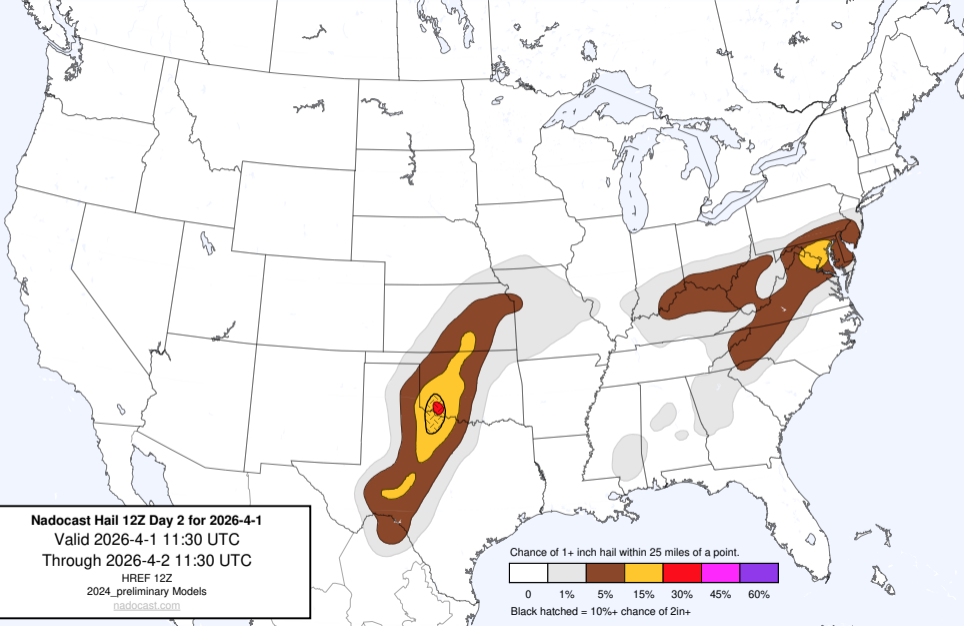 Nadocast Hail 12Z Day 2 for 2026-4-1
Valid 2026-4-1 11:30 UTC
Through 2026-4-2 11:30 UTC
HREF 12Z
2024_preliminary Models
nadocast.com
Chance of 1+ inch hail within 25 miles of a point.
0 1% 5% 15% 30% 45% 60%
Black hatched = 10%+ chance of 2in+